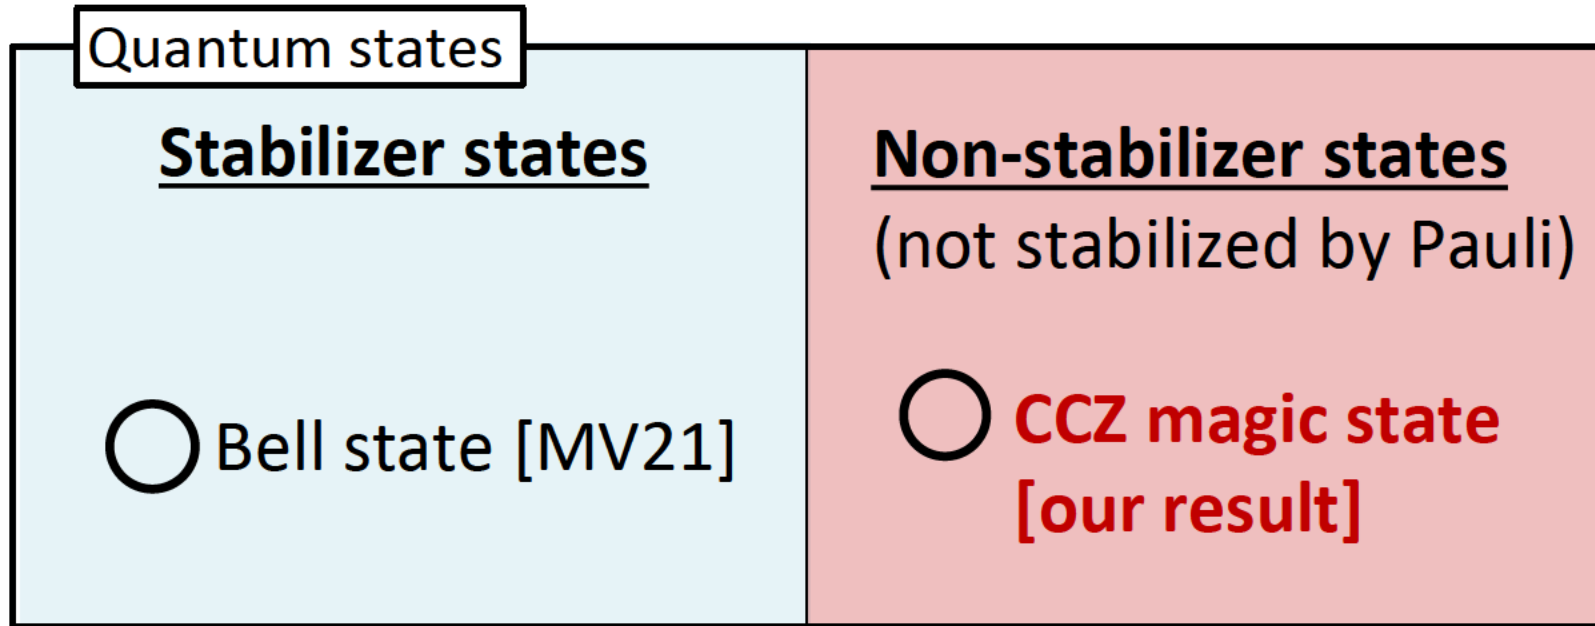 Quantum states
Stabilizer states
Bell state [MV21]
Non-stabilizer states
(not stabilized by Pauli)
CCZ magic state
[our result]